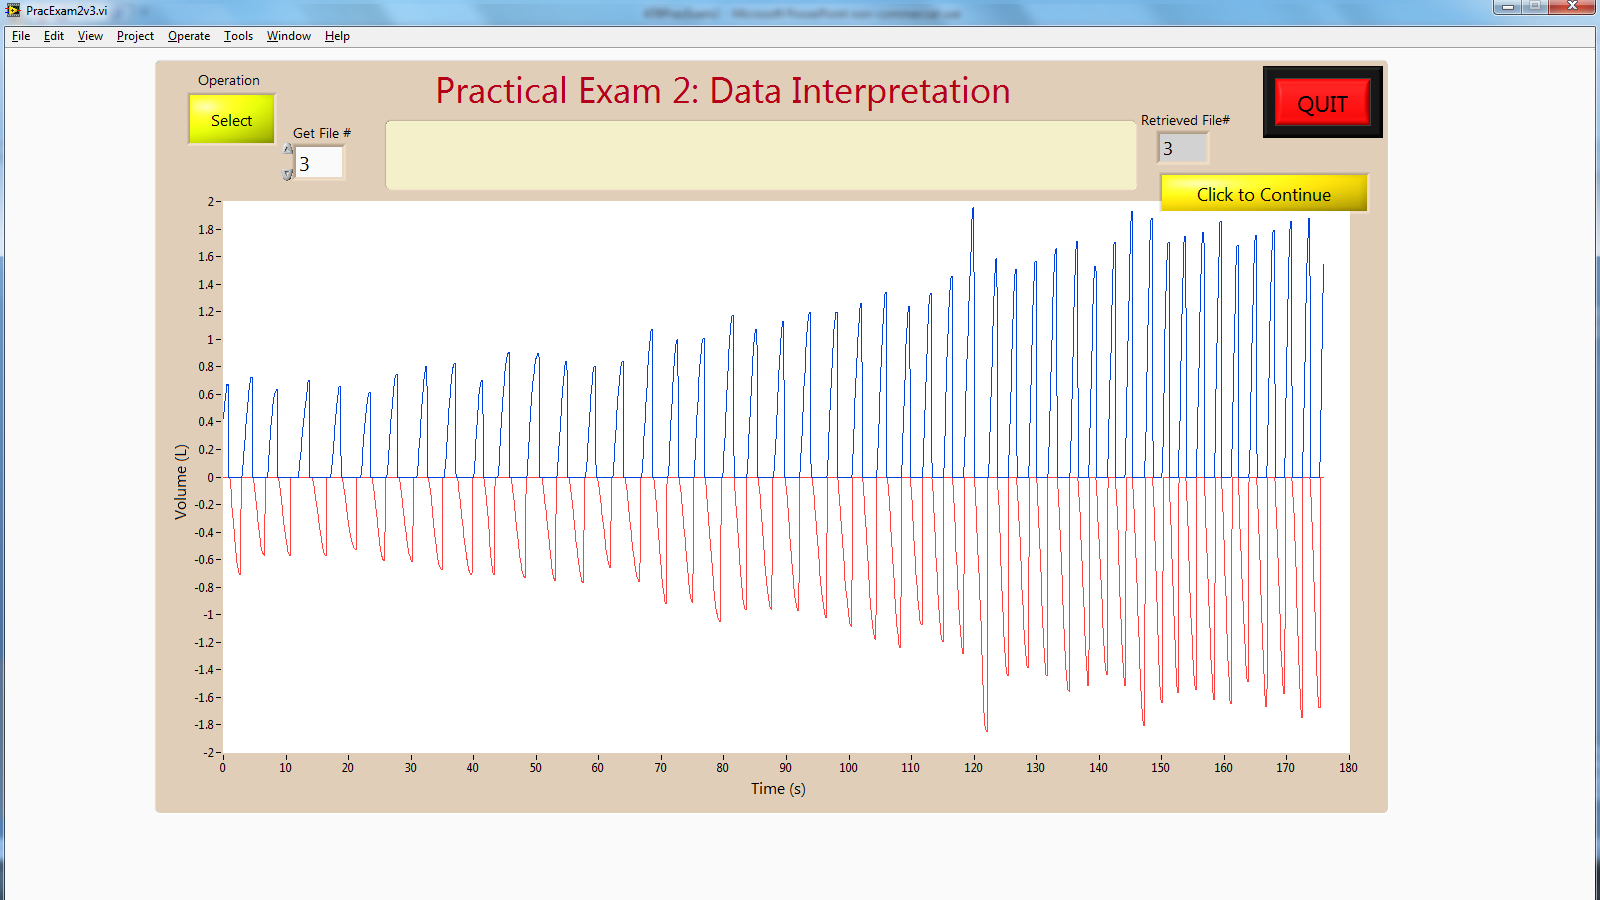 PracExam2v3.vi
File Edit View Project Operate Tools Window Help
Operation
Select
Practical Exam 2: Data Interpretation
QUIT
Get File #
3
Retrieved File#
3
Click to Continue
2
1.8
1.6
1.4
1.2
1
0.8
0.6
0.4
0.2
0
-0.2
-0.4
-0.6
-0.8
-1
-1.2
-1.4
-1.6
-1.8
-2
Volume (L)
0 10 20 30 40 50 60 70 80 90 100 110 120 130 140 150 160 170 180
Time (s)